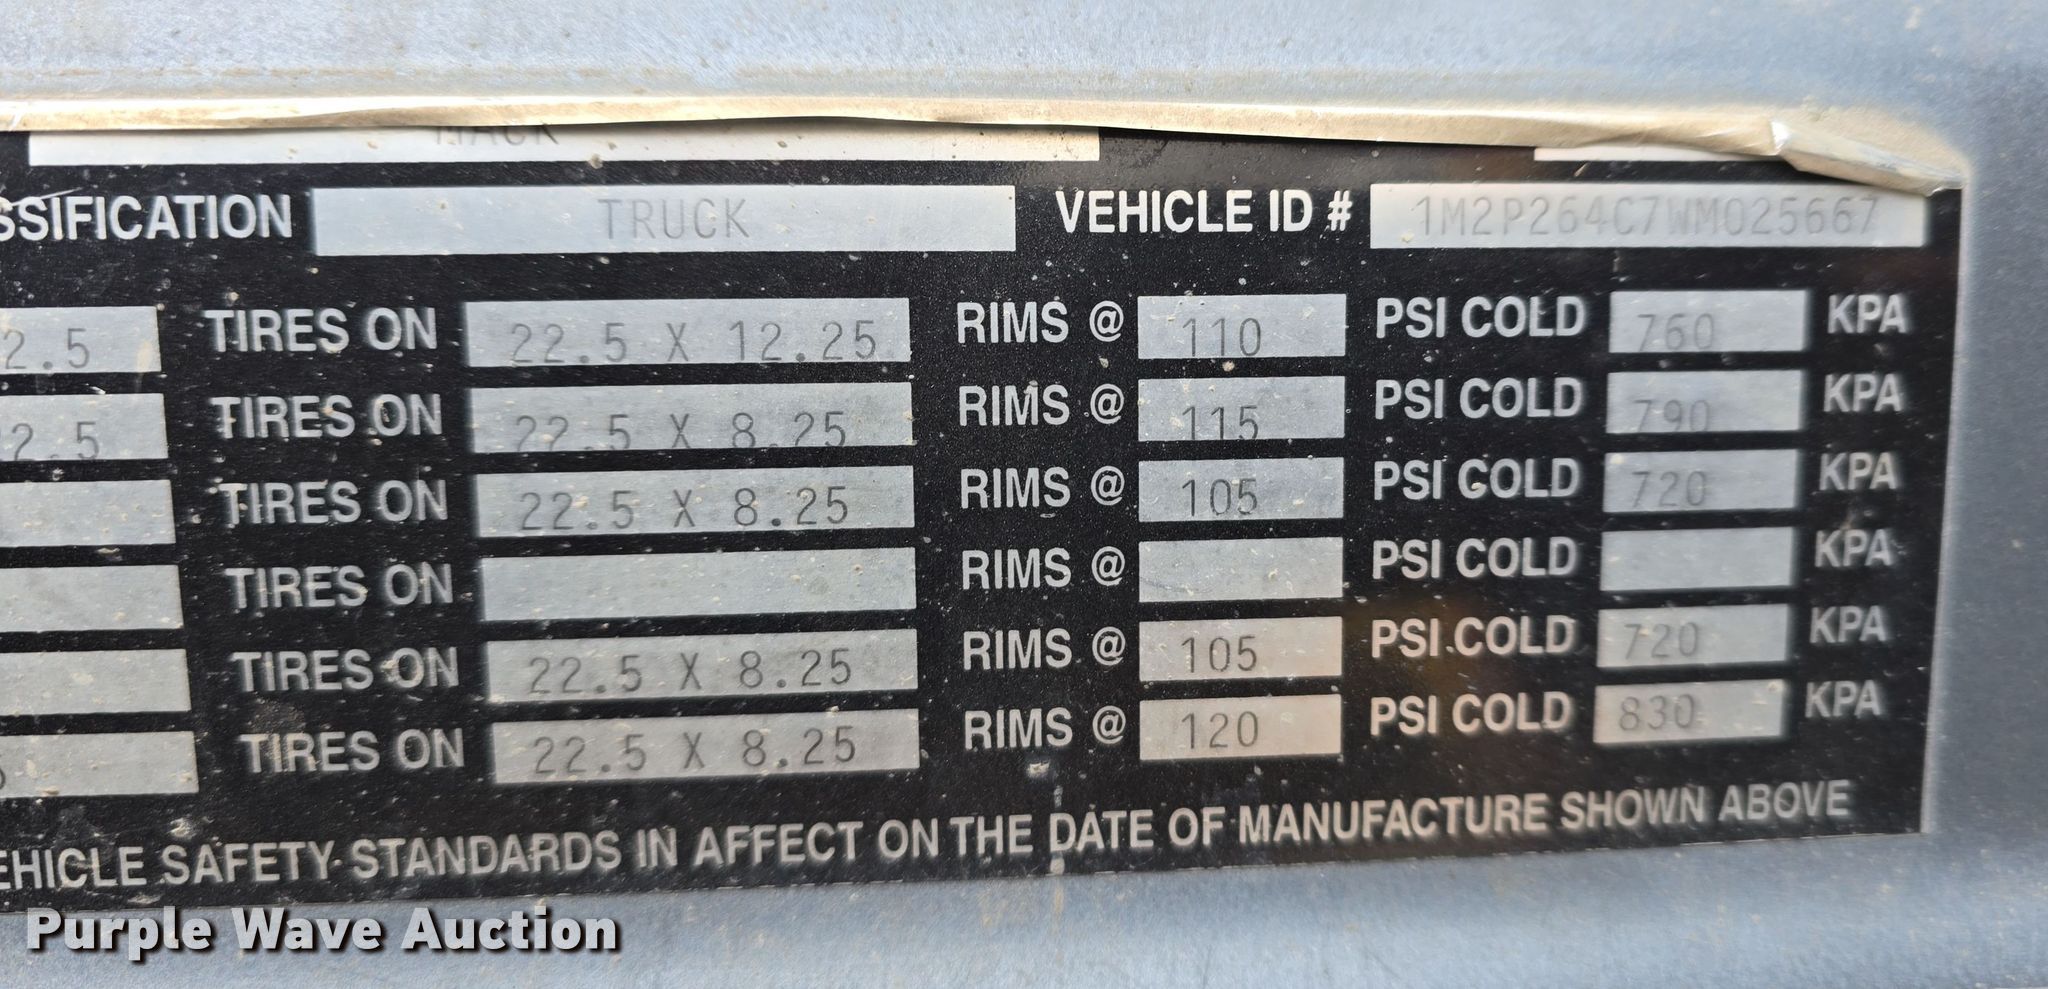 MACK
SSIFICATION TRUCK VEHICLE ID # 1M2P264C7WM025667
2.5 TIRES ON 22.5 X 12.25 RIMS @ 110 PSI COLD 760 KPA
2.5 TIRES ON 22.5 X 8.25 RIMS @ 115 PSI COLD 790 KPA
TIRES ON 22.5 X 8.25 RIMS @ 105 PSI COLD 720 KPA
TIRES ON RIMS @ PSI COLD KPA
TIRES ON 22.5 X 8.25 RIMS @ 105 PSI COLD 720 KPA
TIRES ON 22.5 X 8.25 RIMS @ 120 PSI COLD 830 KPA
EHICLE SAFETY STANDARDS IN AFFECT ON THE DATE OF MANUFACTURE SHOWN ABOVE
Purple Wave Auction